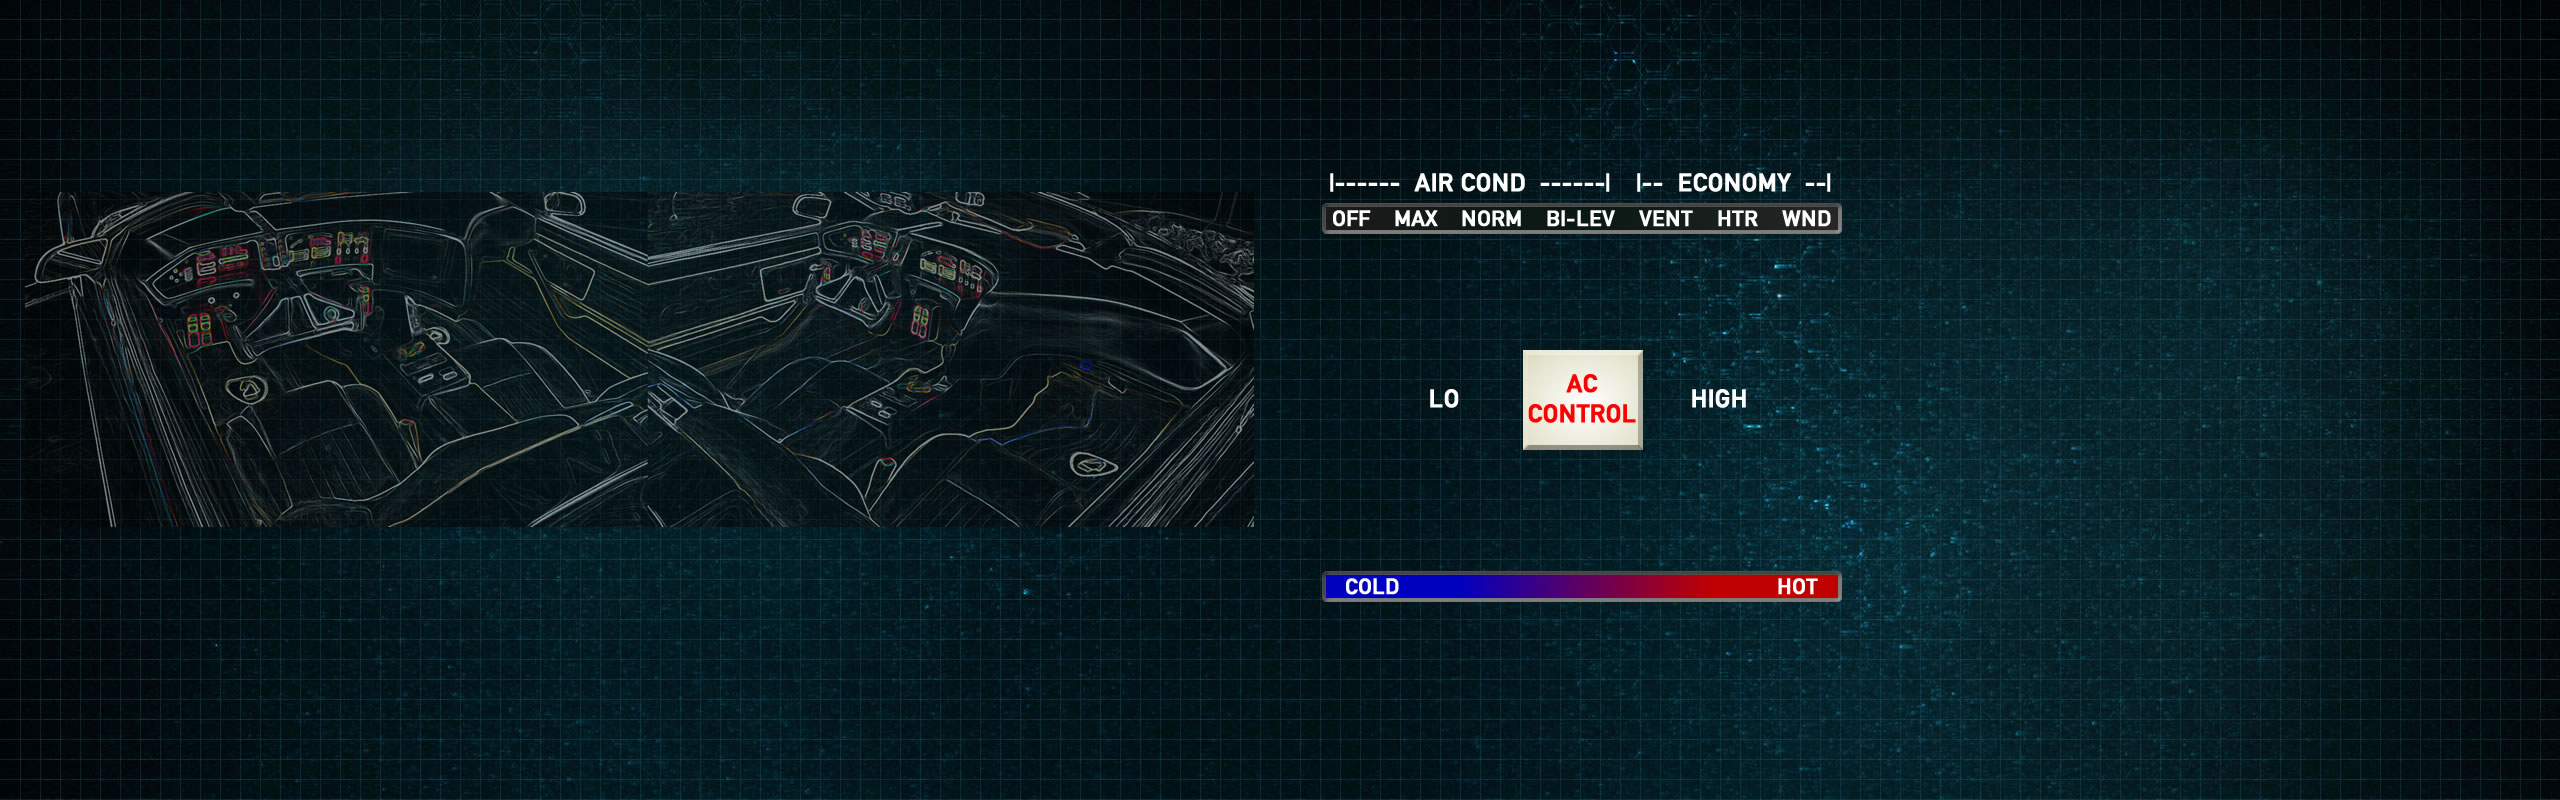 |------ AIR COND ------| |-- ECONOMY --|
OFF MAX NORM BI-LEV VENT HTR WND
LO
AC
CONTROL
HIGH
COLD HOT